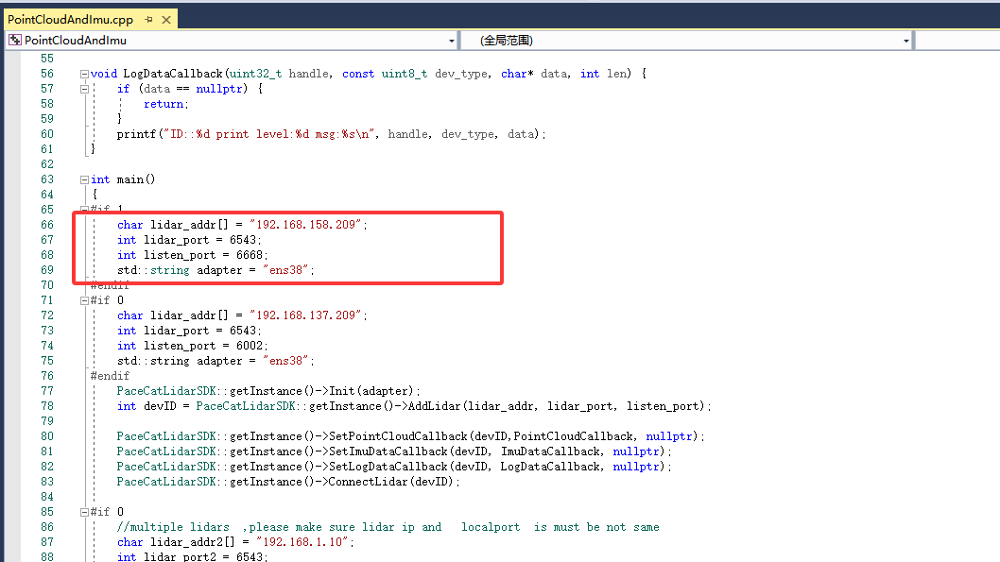 PointCloudAndImu.cpp
PointCloudAndImu (全局范围)
55
56 void LogDataCallback(uint32_t handle, const uint8_t dev_type, char* data, int len) {
57 if (data == nullptr) {
58 return;
59 }
60 printf("ID::%d print level:%d msg:%s\n", handle, dev_type, data);
61 }
62
63 int main()
64 {
65 #if 1
66 char lidar_addr[] = "192.168.158.209";
67 int lidar_port = 6543;
68 int listen_port = 6668;
69 std::string adapter = "ens38";
70 #endif
71 #if 0
72 char lidar_addr[] = "192.168.137.209";
73 int lidar_port = 6543;
74 int listen_port = 6002;
75 std::string adapter = "ens38";
76 #endif
77 PaceCatLidarSDK::getInstance()->Init(adapter);
78 int devID = PaceCatLidarSDK::getInstance()->AddLidar(lidar_addr, lidar_port, listen_port);
79
80 PaceCatLidarSDK::getInstance()->SetPointCloudCallback(devID,PointCloudCallback, nullptr);
81 PaceCatLidarSDK::getInstance()->SetImuDataCallback(devID, ImuDataCallback, nullptr);
82 PaceCatLidarSDK::getInstance()->SetLogDataCallback(devID, LogDataCallback, nullptr);
83 PaceCatLidarSDK::getInstance()->ConnectLidar(devID);
84
85 #if 0
86 //multiple lidars ,please make sure lidar ip and localport is must be not same
87 char lidar_addr2[] = "192.168.1.10";
88 int lidar_port2 = 6543;